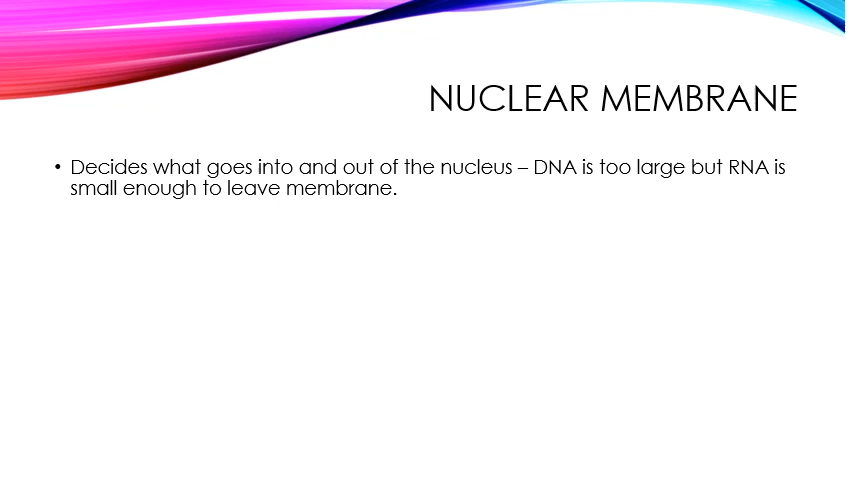 NUCLEAR MEMBRANE
• Decides what goes into and out of the nucleus – DNA is too large but RNA is
small enough to leave membrane.